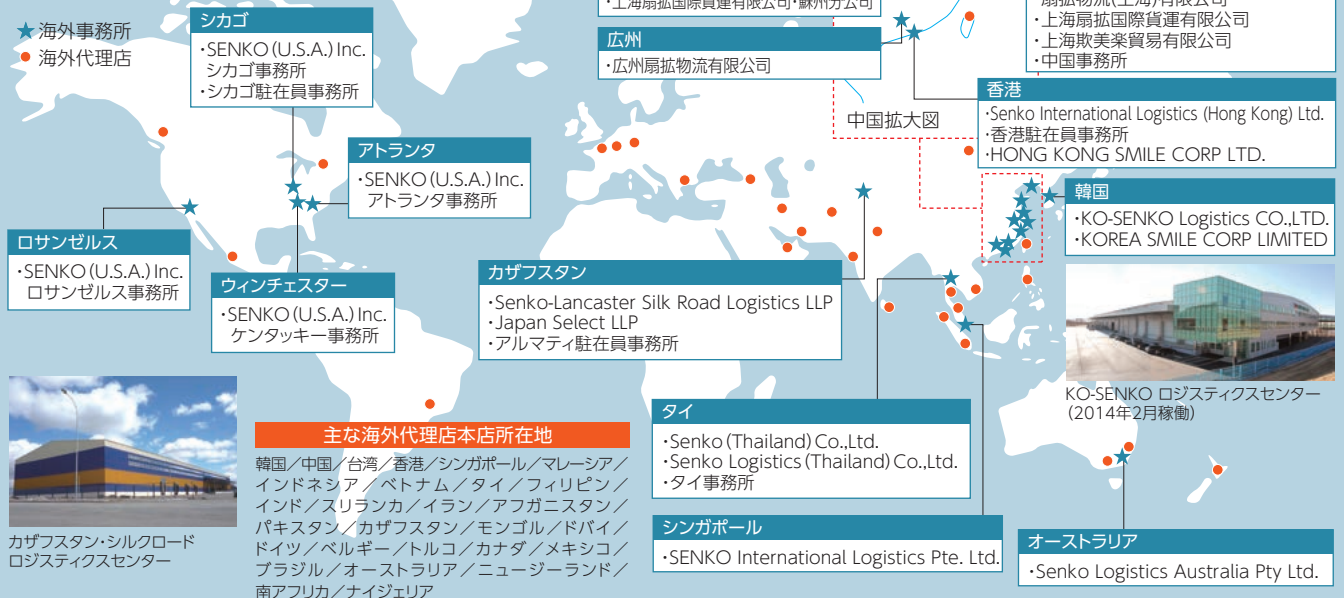 ★海外事務所
●海外代理店
シカゴ
・SENKO (U.S.A.) Inc.
シカゴ事務所
・シカゴ駐在員事務所
・上海扇拡国際貨運有限公司・蘇州分公司
広州
・広州扇拡物流有限公司
扇拡物流(上海)有限公司
・上海扇拡国際貨運有限公司
・上海欺美楽貿易有限公司
・中国事務所
中国拡大図
香港
・Senko International Logistics (Hong Kong) Ltd.
・香港駐在員事務所
・HONG KONG SMILE CORP LTD.
アトランタ
・SENKO (U.S.A.) Inc.
アトランタ事務所
韓国
・KO-SENKO Logistics CO.,LTD.
・KOREA SMILE CORP LIMITED
ロサンゼルス
・SENKO (U.S.A.) Inc.
ロサンゼルス事務所
ウィンチェスター
・SENKO (U.S.A.) Inc.
ケンタッキー事務所
カザフスタン
・Senko-Lancaster Silk Road Logistics LLP
・Japan Select LLP
・アルマティ駐在員事務所
KO-SENKO ロジスティクスセンター
（2014年2月稼働）
カザフスタン・シルクロード
ロジスティクスセンター
主な海外代理店本店所在地
韓国／中国／台湾／香港／シンガポール／マレーシア／
インドネシア／ベトナム／タイ／フィリピン／
インド／スリランカ／イラン／アフガニスタン／
パキスタン／カザフスタン／モンゴル／ドバイ／
ドイツ／ベルギー／トルコ／カナダ／メキシコ／
ブラジル／オーストラリア／ニュージーランド／
南アフリカ／ナイジェリア
タイ
・Senko (Thailand) Co.,Ltd.
・Senko Logistics (Thailand) Co.,Ltd.
・タイ事務所
シンガポール
・SENKO International Logistics Pte. Ltd.
オーストラリア
・Senko Logistics Australia Pty Ltd.